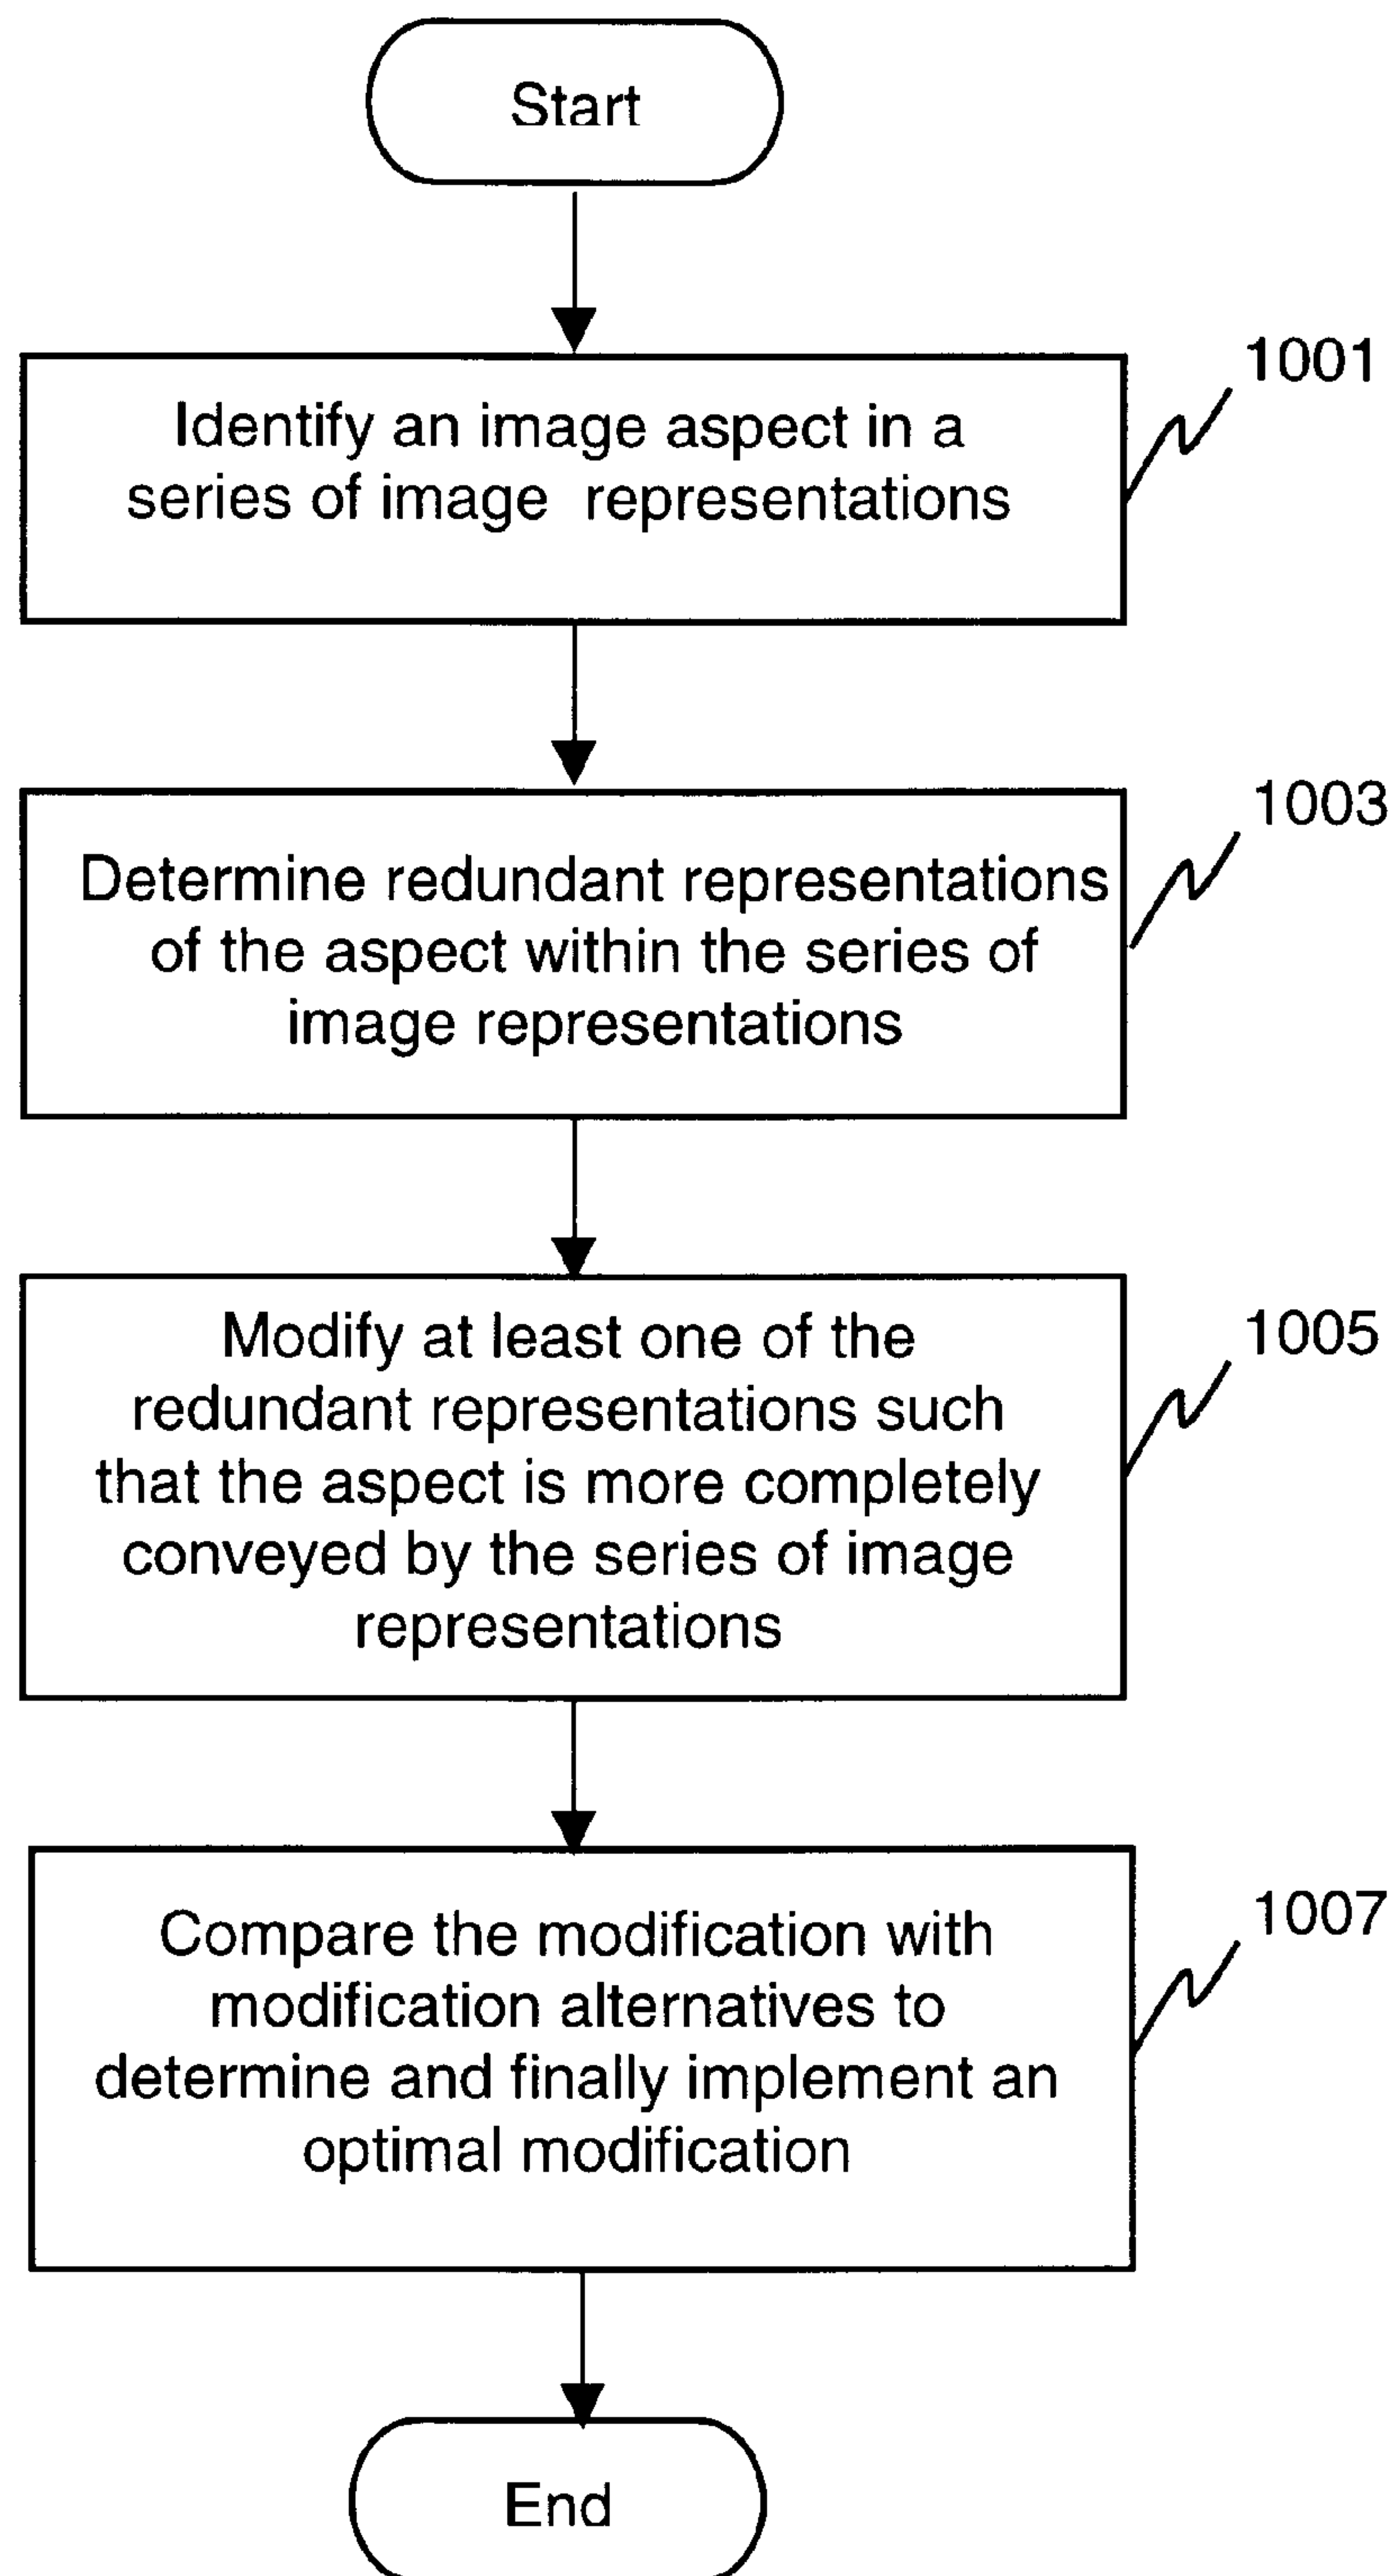 Start
1001
Identify an image aspect in a
series of image representations
1003
Determine redundant representations
of the aspect within the series of
image representations
1005
Modify at least one of the
redundant representations such
that the aspect is more completely
conveyed by the series of image
representations
1007
Compare the modification with
modification alternatives to
determine and finally implement an
optimal modification
End